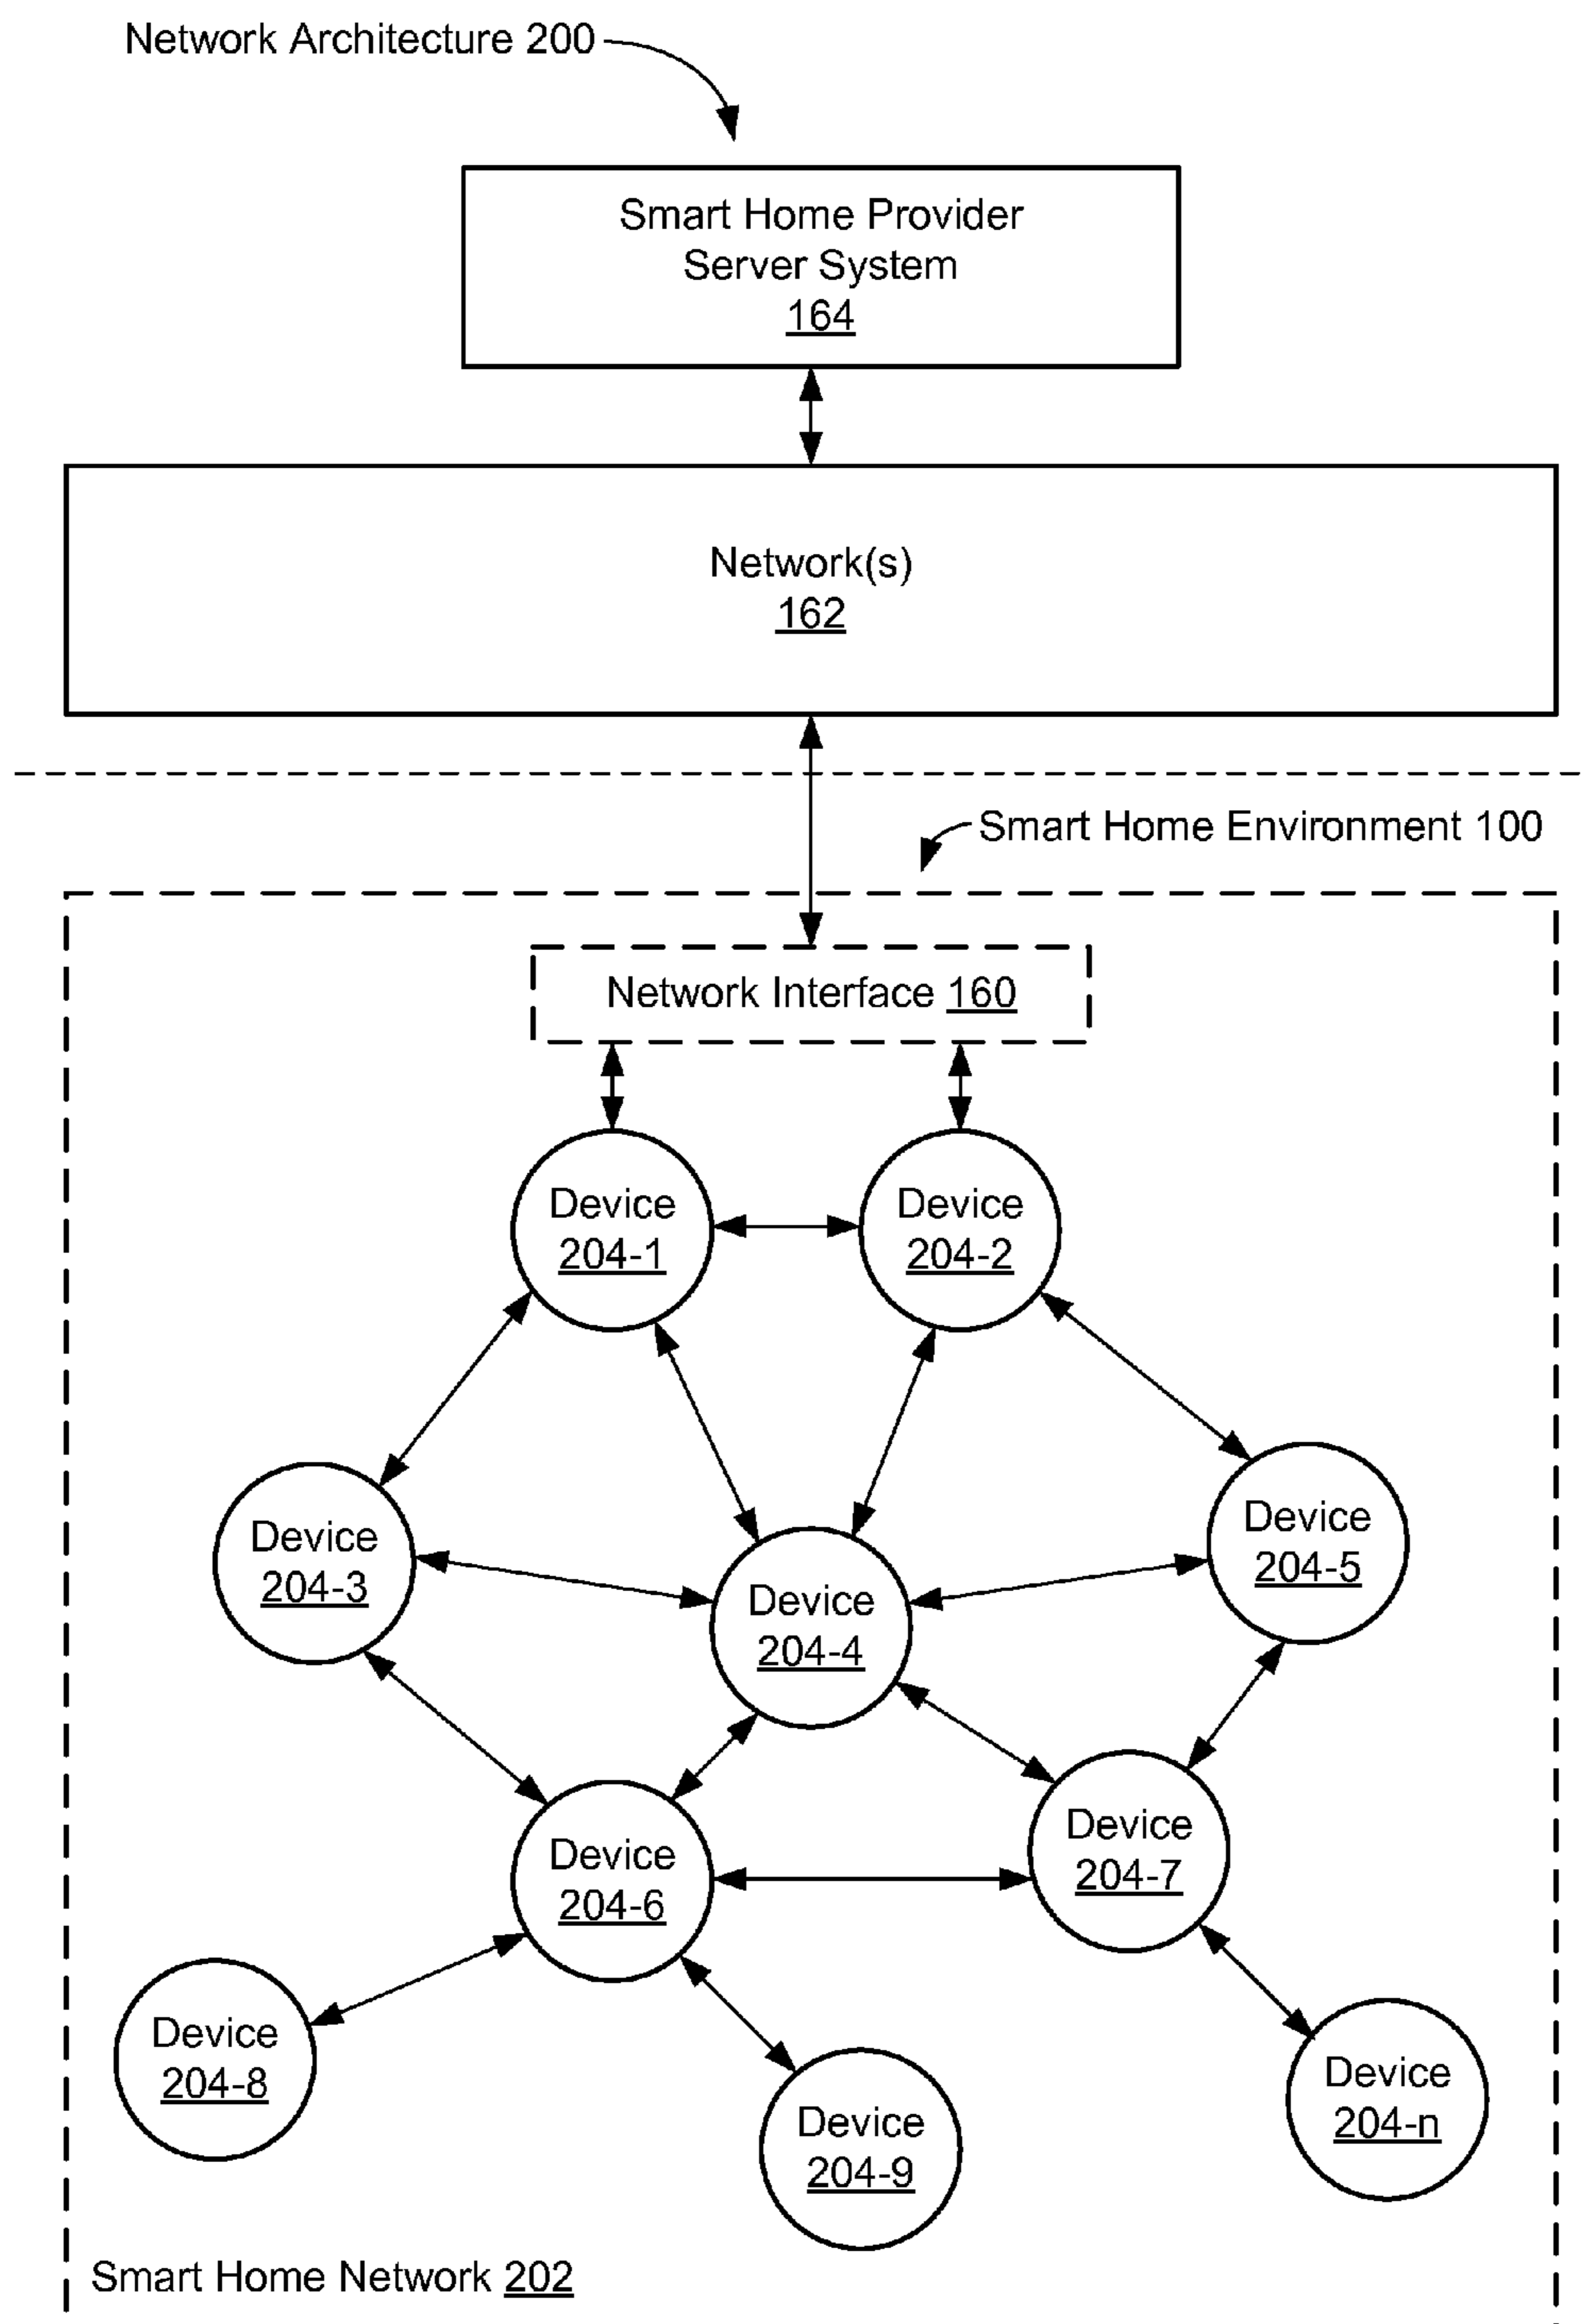 Network Architecture 200
Smart Home Provider
Server System
164
Network(s)
162
Smart Home Environment 100
Network Interface 160
Device
204-1
Device
204-2
Device
204-3
Device
204-4
Device
204-5
Device
204-6
Device
204-7
Device
204-8
Device
204-9
Device
204-n
Smart Home Network 202